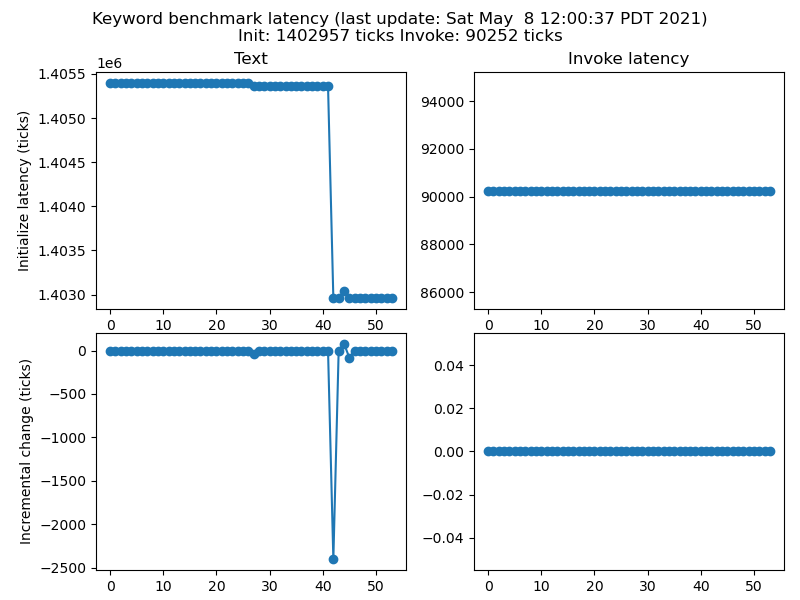 Keyword benchmark latency (last update: Sat May  8 12:00:37 PDT 2021)
Init: 1402957 ticks Invoke: 90252 ticks
Text
Invoke latency
1e6
Initialize latency (ticks)
1.4055
1.4050
1.4045
1.4040
1.4035
1.4030
0 10 20 30 40 50
94000
92000
90000
88000
86000
0 10 20 30 40 50
Incremental change (ticks)
0
−500
−1000
−1500
−2000
−2500
0 10 20 30 40 50
0.04
0.02
0.00
−0.02
−0.04
0 10 20 30 40 50